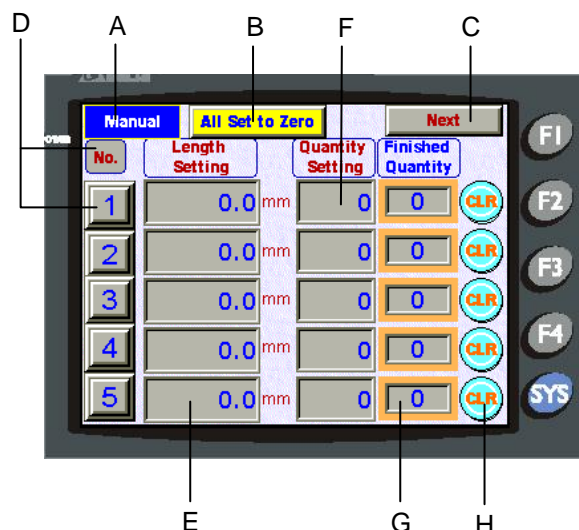 D A B F C
Manual All Set to Zero Next
No. Length Setting Quantity Setting Finished Quantity
1 0.0 mm 0 0 CLR
2 0.0 mm 0 0 CLR
3 0.0 mm 0 0 CLR
4 0.0 mm 0 0 CLR
5 0.0 mm 0 0 CLR
F1
F2
F3
F4
SYS
E G H